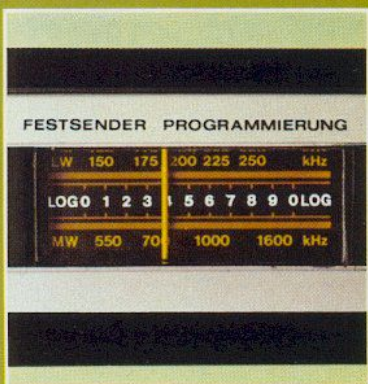 FESTSENDER PROGRAMMIERUNG
LW 150 175 200 225 250 kHz
LOG0 1 2 3 4 5 6 7 8 9 0LOG
MW 550 700 1000 1600 kHz